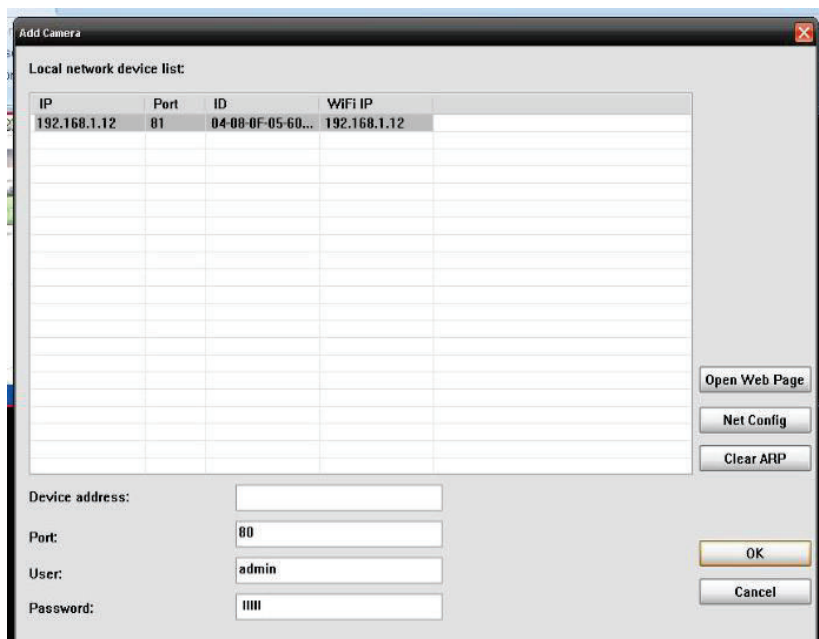 Add Camera
Local network device list:
IP Port ID WiFi IP
192.168.1.12 81 04-08-0F-05-60... 192.168.1.12
Open Web Page
Net Config
Clear ARP
Device address:
Port: 80
User: admin
Password:
OK
Cancel